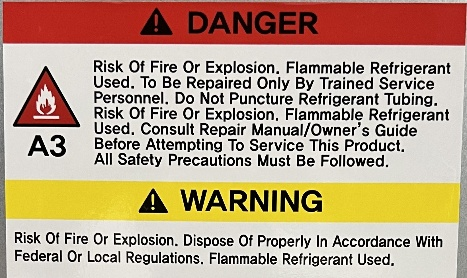 DANGER
Risk Of Fire Or Explosion. Flammable Refrigerant
Used. To Be Repaired Only By Trained Service
Personnel. Do Not Puncture Refrigerant Tubing.
Risk Of Fire Or Explosion. Flammable Refrigerant
Used. Consult Repair Manual/Owner's Guide
Before Attempting To Service This Product.
All Safety Precautions Must Be Followed.
A3
WARNING
Risk Of Fire Or Explosion. Dispose Of Properly In Accordance With
Federal Or Local Regulations. Flammable Refrigerant Used.